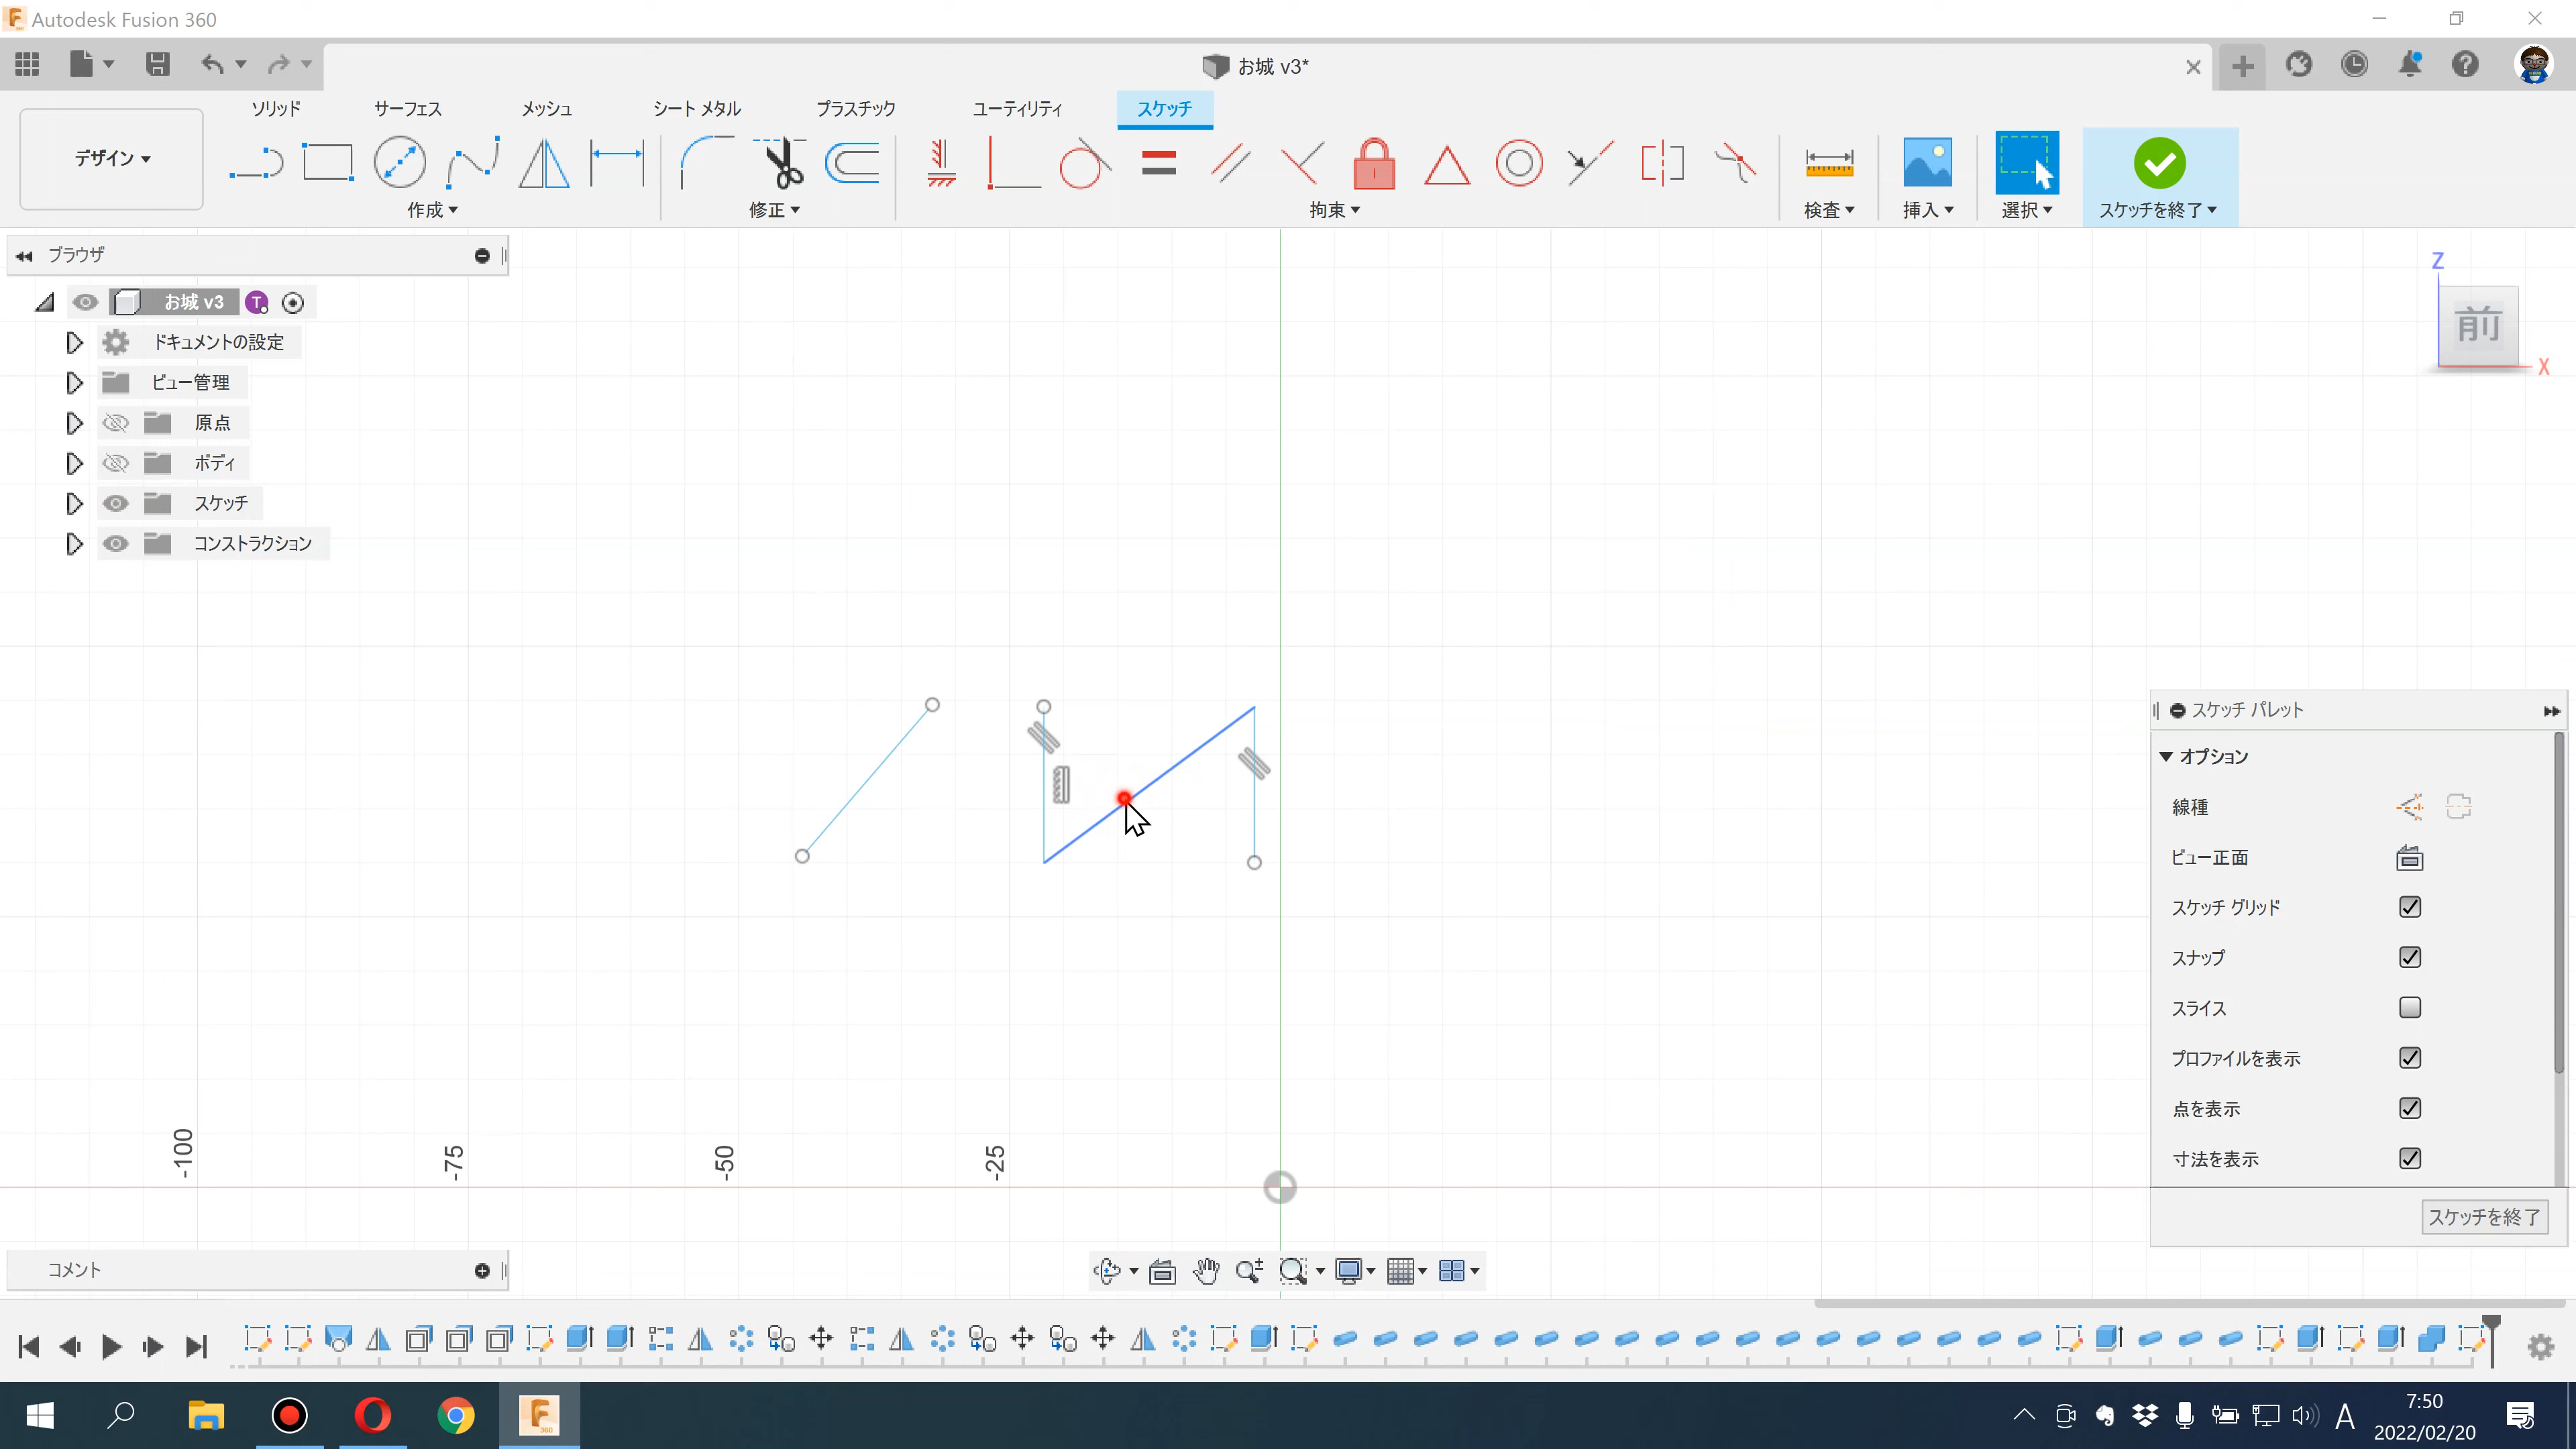 Autodesk Fusion 360
お城 v3*
ソリッド サーフェス メッシュ シート メタル プラスチック ユーティリティ スケッチ
デザイン
作成 修正 拘束 検査 挿入 選択 スケッチを終了
ブラウザ
お城 v3
ドキュメントの設定
ビュー管理
原点
ボディ
スケッチ
コンストラクション
Z
前
X
スケッチ パレット
オプション
線種
ビュー正面
スケッチ グリッド
スナップ
スライス
プロファイルを表示
点を表示
寸法を表示
スケッチを終了
-100
-75
-50
-25
コメント
360
A
7:50
2022/02/20